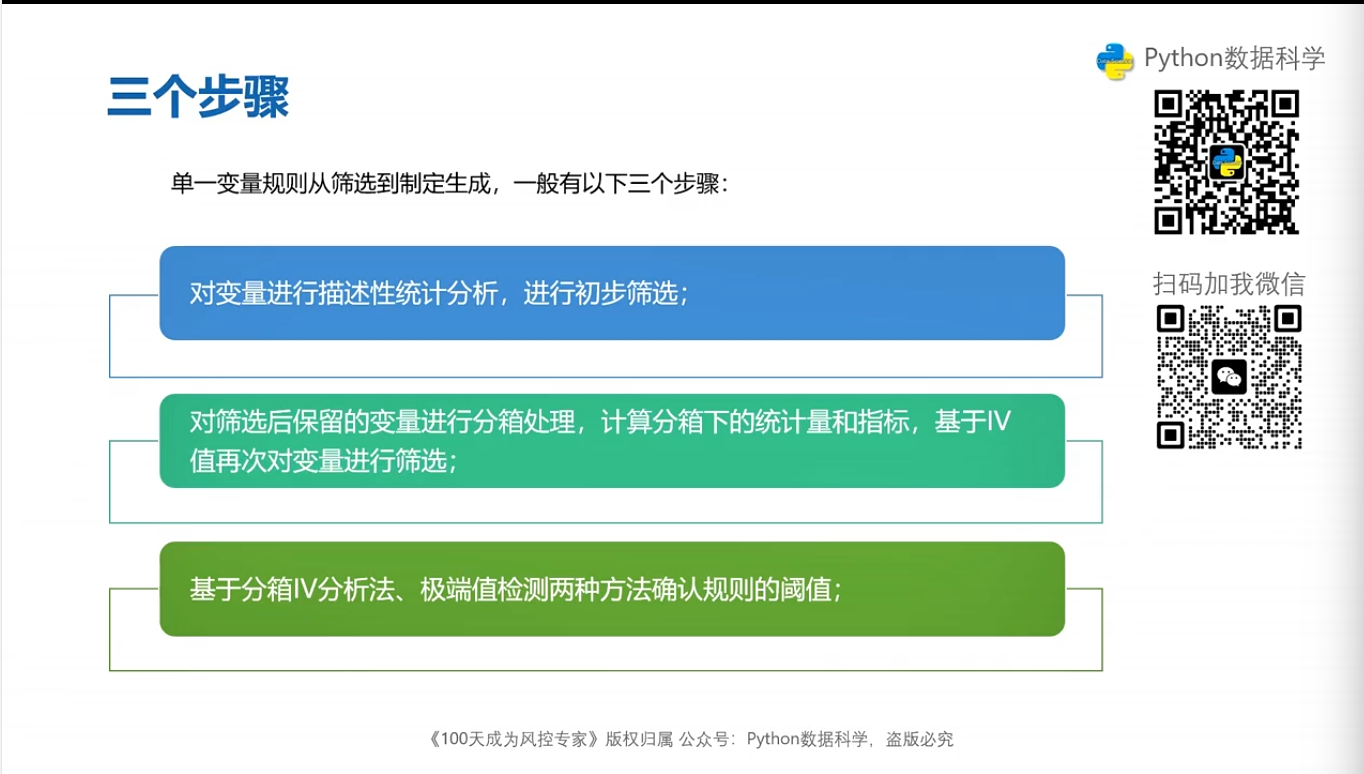 三个步骤
Python数据科学
单一变量规则从筛选到制定生成，一般有以下三个步骤：
扫码加我微信
对变量进行描述性统计分析，进行初步筛选；
对筛选后保留的变量进行分箱处理，计算分箱下的统计量和指标，基于IV
值再次对变量进行筛选；
基于分箱IV分析法、极端值检测两种方法确认规则的阈值；
《100天成为风控专家》版权归属 公众号：Python数据科学，盗版必究